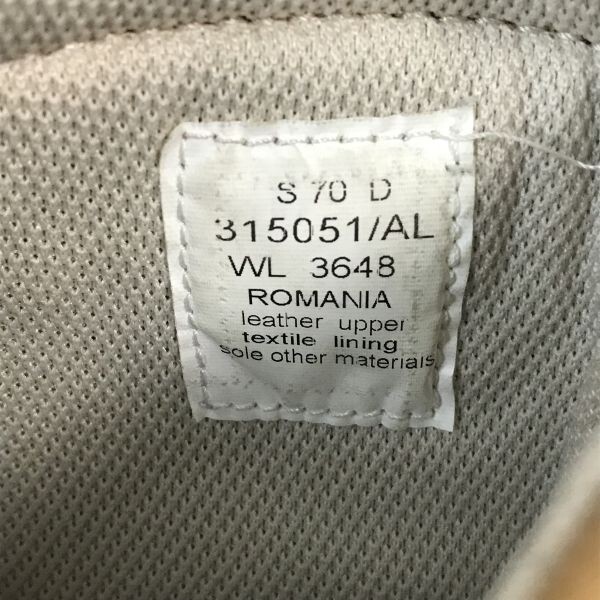 S 70 D
315051/AL
WL 3648
ROMANIA
leather upper
textile lining
sole other materials